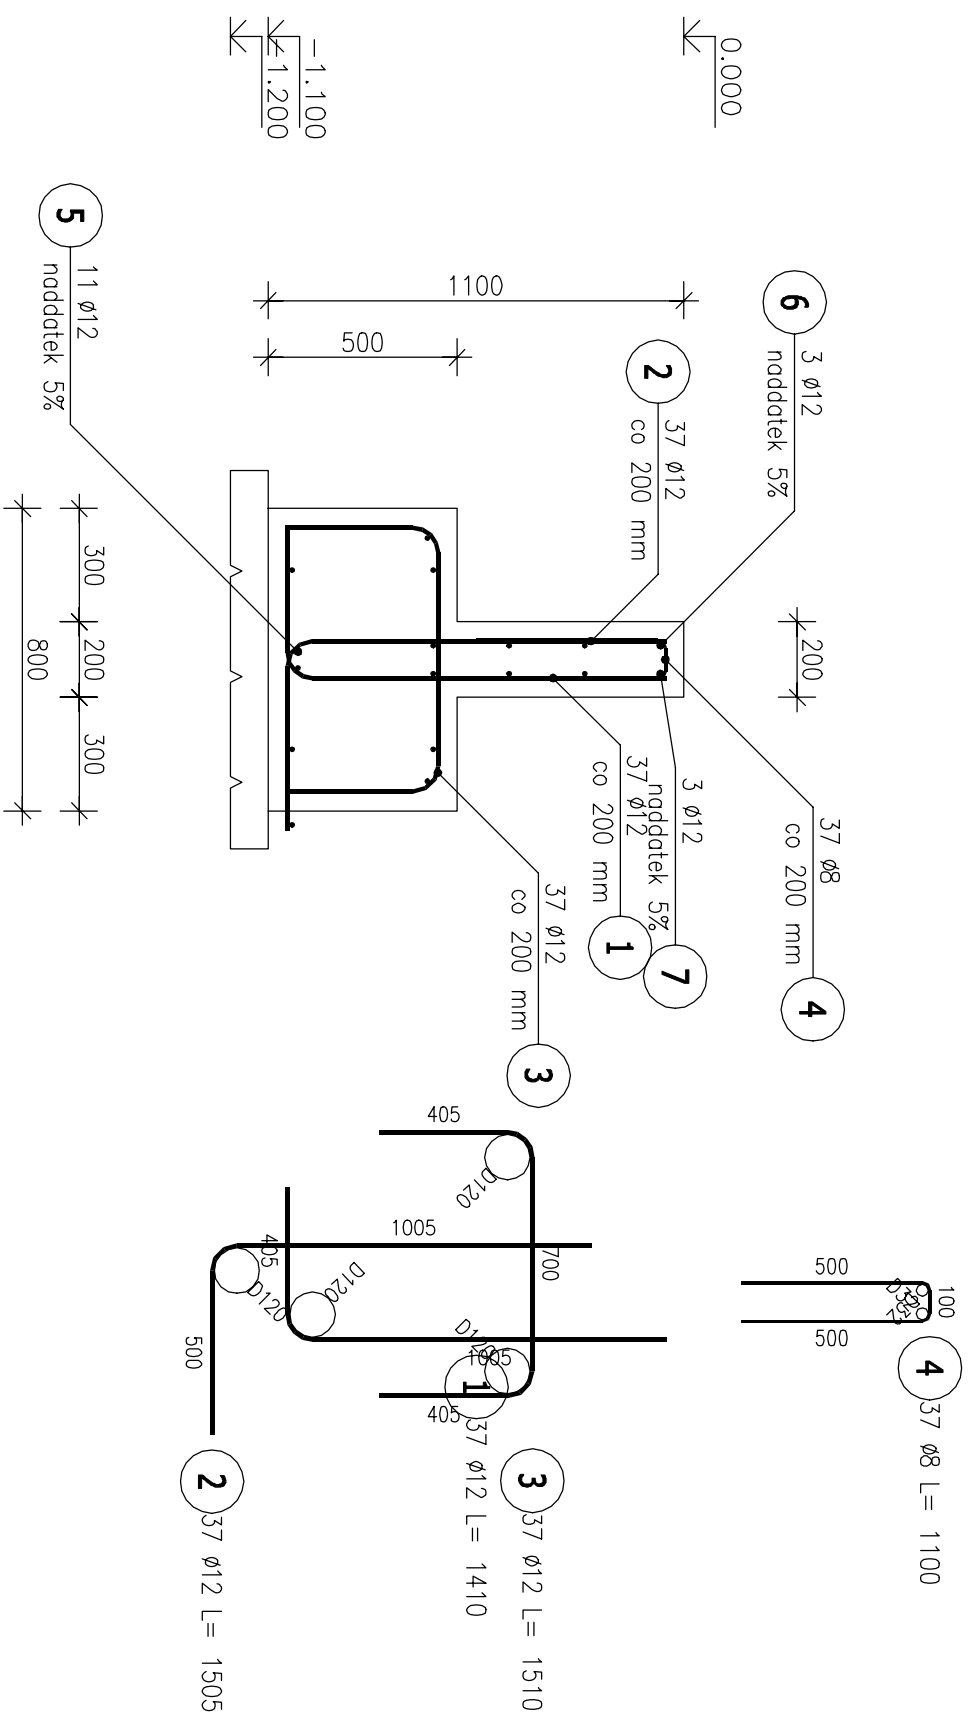 0.000
-1.100
-1.200
1100
500
300
200
300
800
200
6
3 ø12
naddatek 5%
2
37 ø12
co 200 mm
5
11 ø12
naddatek 5%
37 ø8
co 200 mm
4
3 ø12
naddatek 5%
7
37 ø12
co 200 mm
1
37 ø12
co 200 mm
3
500
100
D32
D32
500
4
37 ø8 L= 1100
405
D120
700
D120
405
3
37 ø12 L= 1510
405
D120
1005
1
37 ø12 L= 1410
1005
D120
500
2
37 ø12 L= 1505